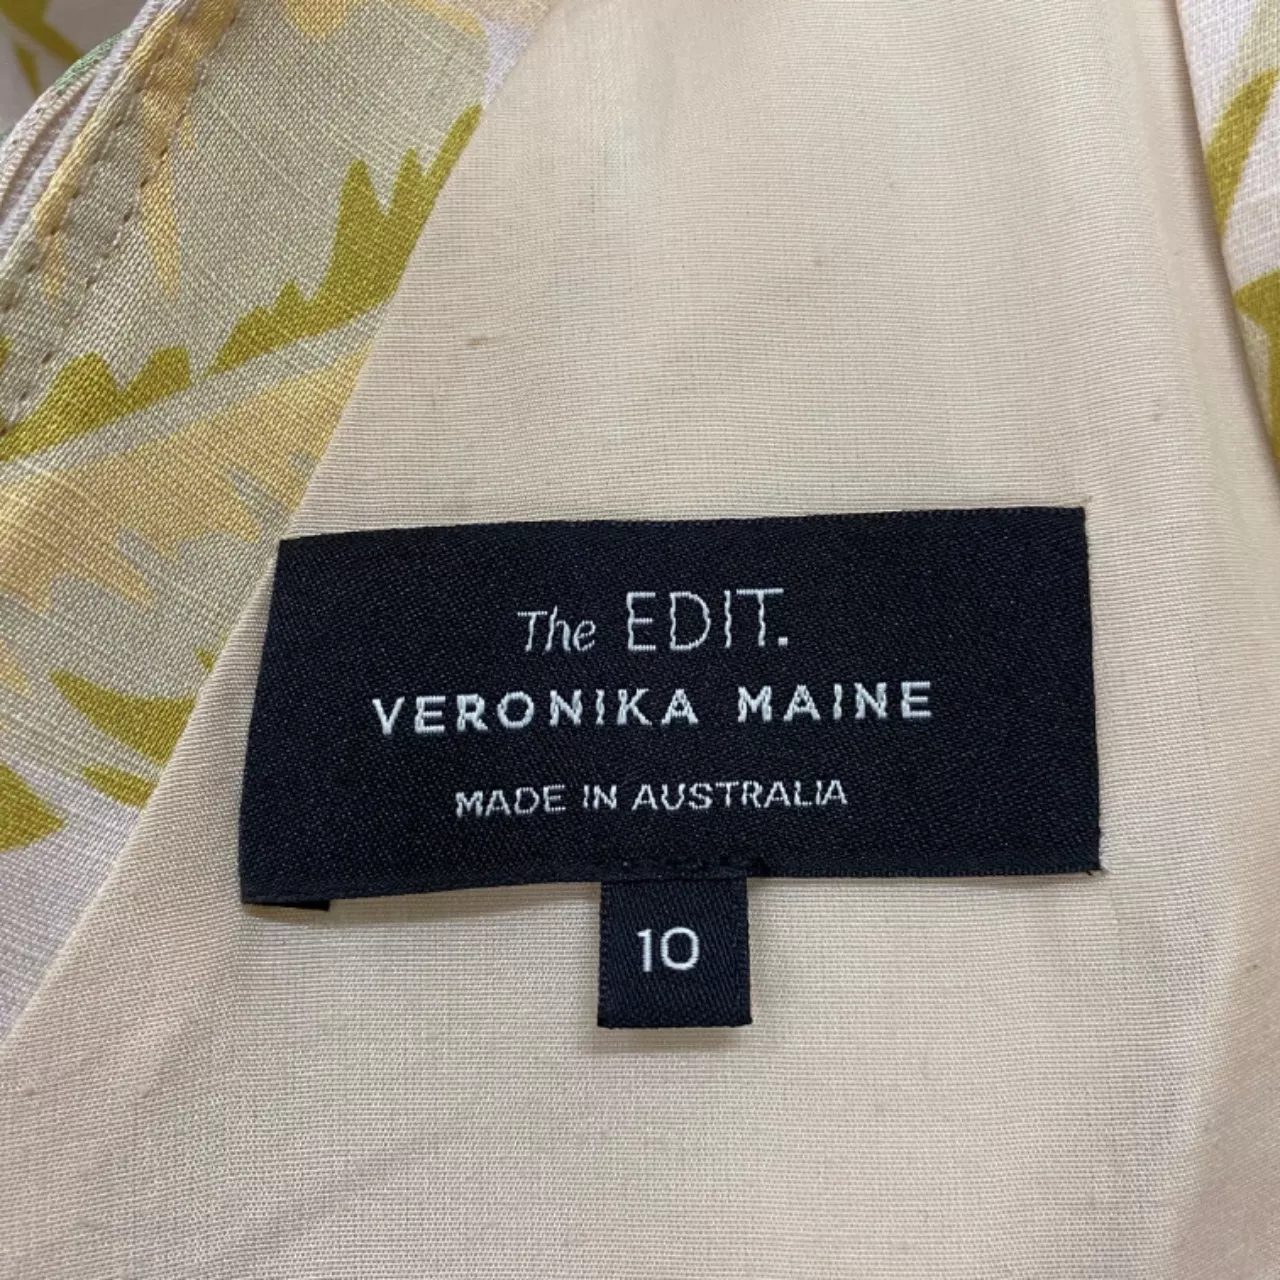 The EDIT.
VERONIKA MAINE
MADE IN AUSTRALIA
10